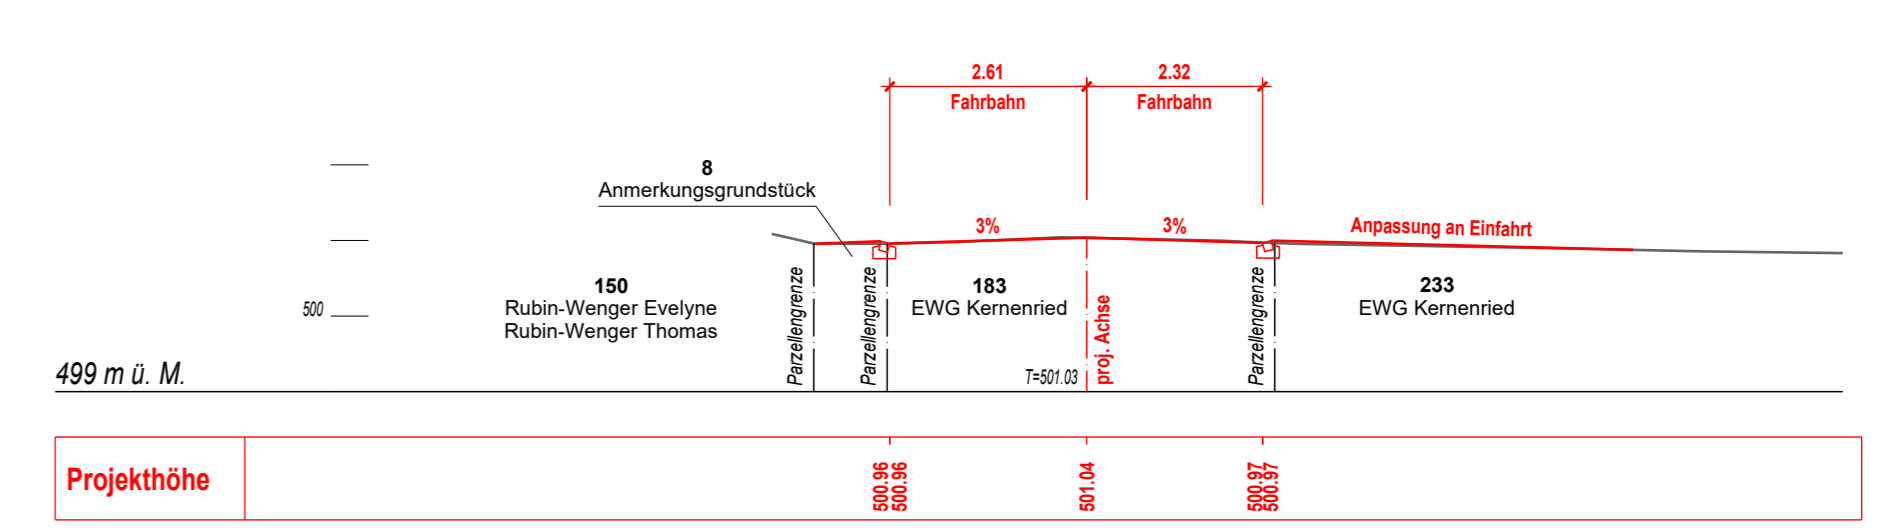 2.61
2.32
Fahrbahn
Fahrbahn
8
Anmerkungsgrundstück
3%
3%
Anpassung an Einfahrt
150
Rubin-Wenger Evelyne
Rubin-Wenger Thomas
183
EWG Kernenried
233
EWG Kernenried
500
Parzellengrenze
Parzellengrenze
proj. Achse
Parzellengrenze
499 m ü. M.
T=501.03
Projekthöhe
500.96
500.96
501.04
500.97
500.97